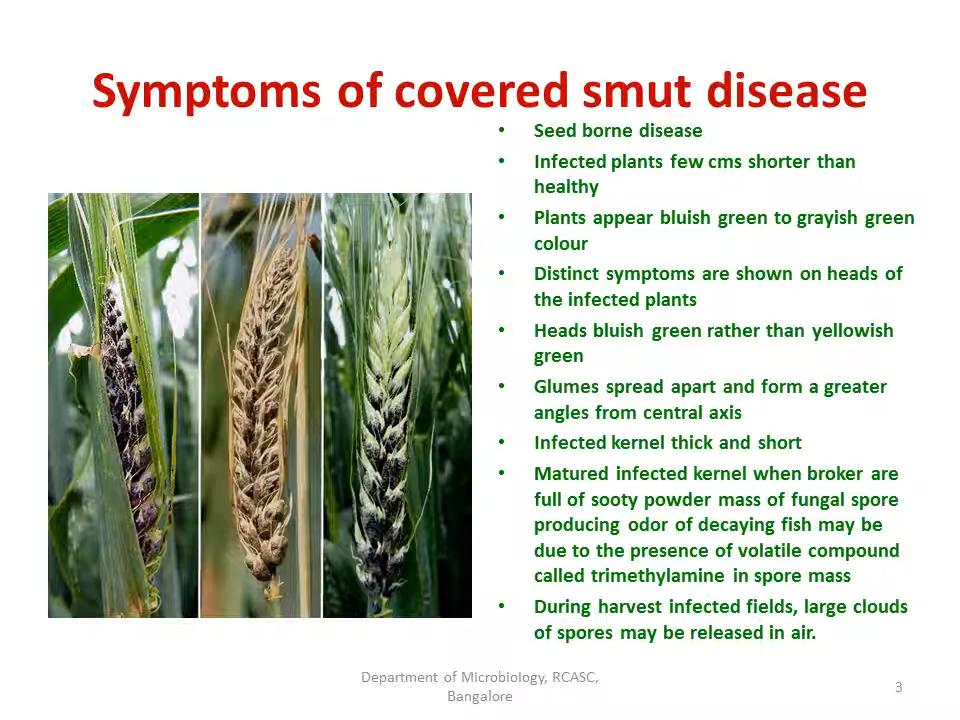 Symptoms of covered smut disease
• Seed borne disease
• Infected plants few cms shorter than
healthy
• Plants appear bluish green to grayish green
colour
• Distinct symptoms are shown on heads of
the infected plants
• Heads bluish green rather than yellowish
green
• Glumes spread apart and form a greater
angles from central axis
• Infected kernel thick and short
• Matured infected kernel when broker are
full of sooty powder mass of fungal spore
producing odor of decaying fish may be
due to the presence of volatile compound
called trimethylamine in spore mass
• During harvest infected fields, large clouds
of spores may be released in air.
Department of Microbiology, RCASC,
Bangalore
3